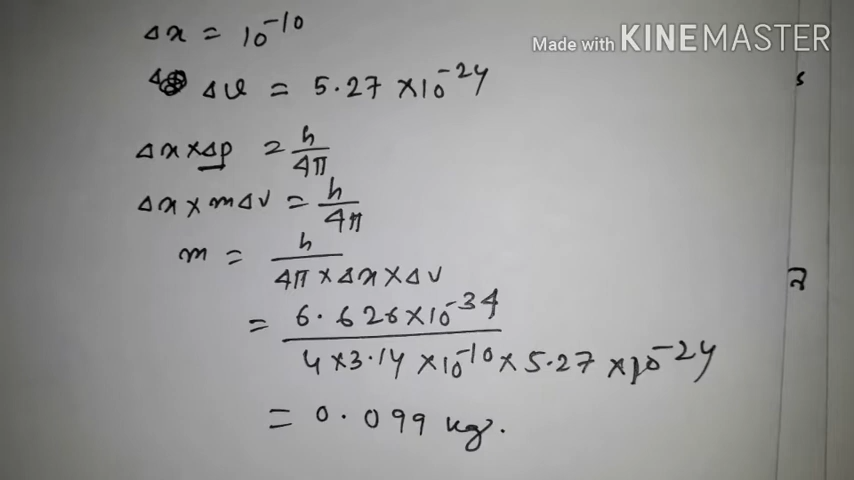 Δx = 10⁻¹⁰
Made with KINEMASTER
Δv = 5.27 × 10⁻²⁴
Δx × Δp = h/4π
Δx × mΔv = h/4π
m = h/(4π × Δx × Δv)
= 6.626 × 10⁻³⁴/(4 × 3.14 × 10⁻¹⁰ × 5.27 × 10⁻²⁴)
= 0.099 kg.